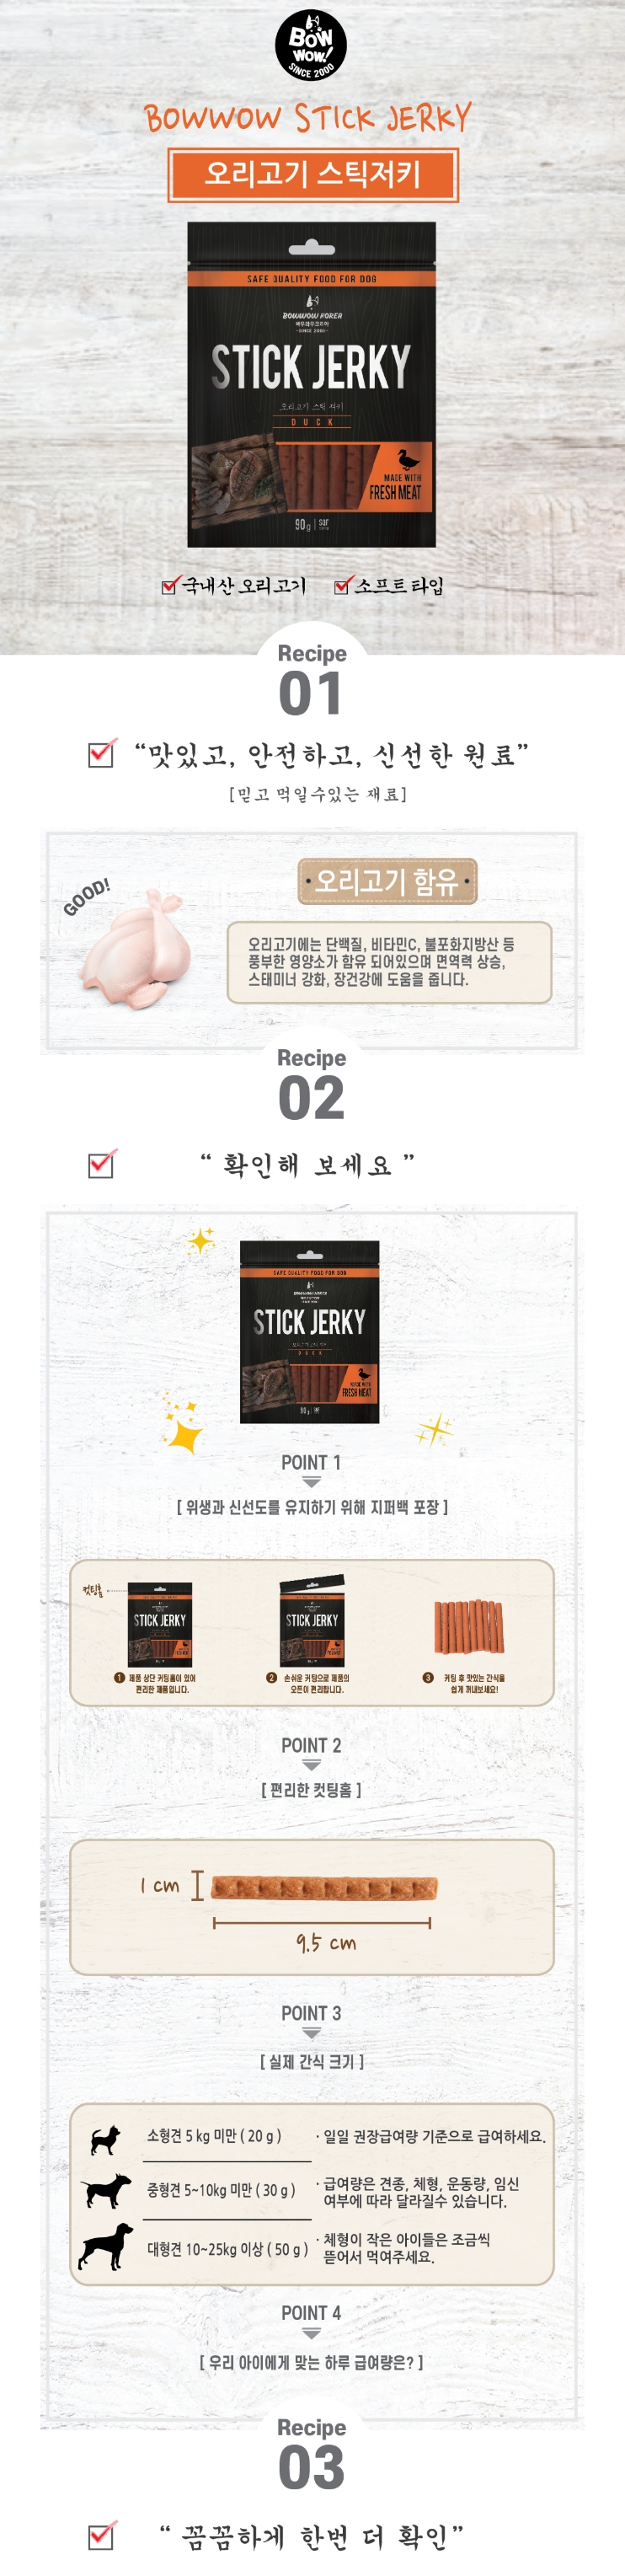 BOW
WOW!
SINCE 2000
BOWWOW STICK JERKY
오리고기 스틱저키
SAFE QUALITY FOOD FOR DOG
BOWWOW KOREA
바우와우코리아
-SINCE 2000-
STICK JERKY
오리고기 스틱 저키
DUCK
MADE WITH
FRESH MEAT
90g
국내산 오리고기
소프트 타입
Recipe
01
“맛있고, 안전하고, 신선한 원료”
[믿고 먹일수있는 재료]
GOOD!
·오리고기 함유·
오리고기에는 단백질, 비타민C, 불포화지방산 등
풍부한 영양소가 함유 되어있으며 면역력 상승,
스태미너 강화, 장건강에 도움을 줍니다.
Recipe
02
“ 확인해 보세요 ”
SAFE QUALITY FOOD FOR DOG
BOWWOW KOREA
STICK JERKY
DUCK
MADE WITH
FRESH MEAT
90g
POINT 1
[ 위생과 신선도를 유지하기 위해 지퍼백 포장 ]
컷팅홈
STICK JERKY
STICK JERKY
1 제품 상단 커팅홈이 있어
편리한 제품입니다.
2 손쉬운 커팅으로 제품의
오픈이 편리합니다.
3 커팅 후 맛있는 간식을
쉽게 꺼내보세요!
POINT 2
[ 편리한 컷팅홈 ]
1 cm
9.5 cm
POINT 3
[ 실제 간식 크기 ]
소형견 5 kg 미만 ( 20 g )
중형견 5~10kg 미만 ( 30 g )
대형견 10~25kg 이상 ( 50 g )
· 일일 권장급여량 기준으로 급여하세요.
· 급여량은 견종, 체형, 운동량, 임신
여부에 따라 달라질수 있습니다.
· 체형이 작은 아이들은 조금씩
뜯어서 먹여주세요.
POINT 4
[ 우리 아이에게 맞는 하루 급여량은? ]
Recipe
03
“ 꼼꼼하게 한번 더 확인”